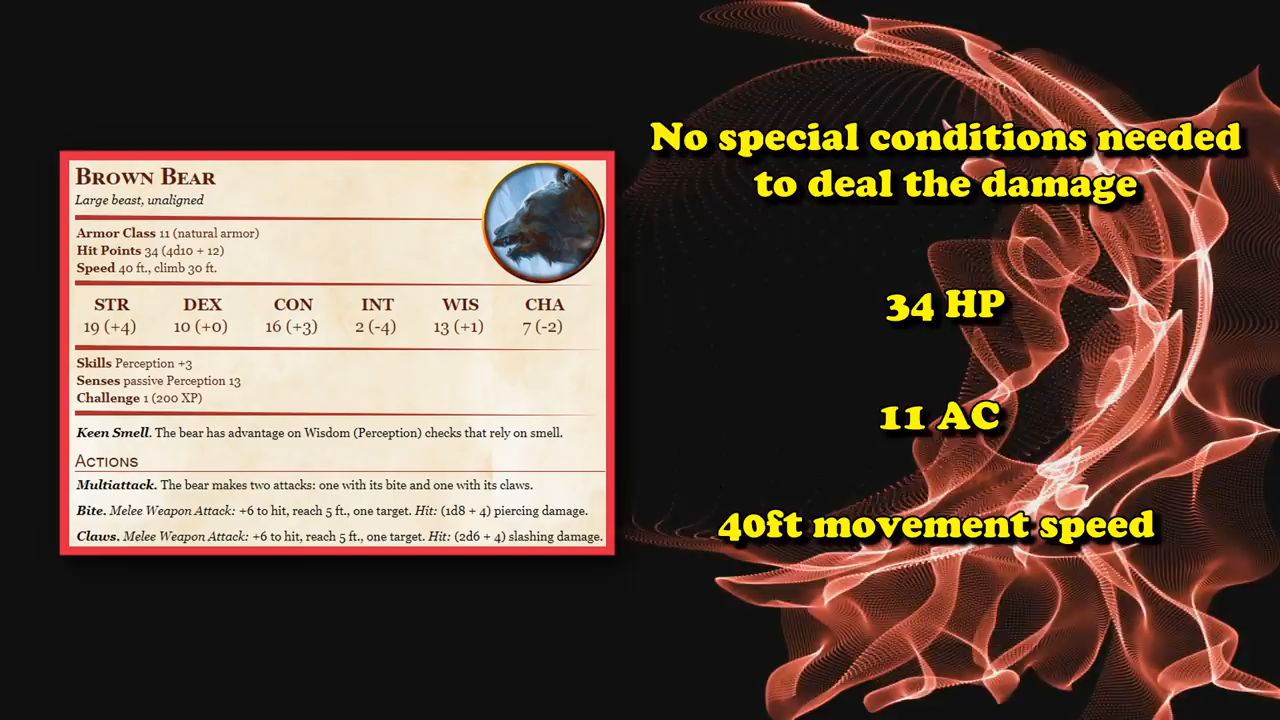 BROWN BEAR
Large beast, unaligned
Armor Class 11 (natural armor)
Hit Points 34 (4d10 + 12)
Speed 40 ft., climb 30 ft.
STR DEX CON INT WIS CHA
19 (+4) 10 (+0) 16 (+3) 2 (-4) 13 (+1) 7 (-2)
Skills Perception +3
Senses passive Perception 13
Challenge 1 (200 XP)
Keen Smell. The bear has advantage on Wisdom (Perception) checks that rely on smell.
ACTIONS
Multiattack. The bear makes two attacks: one with its bite and one with its claws.
Bite. Melee Weapon Attack: +6 to hit, reach 5 ft., one target. Hit: (1d8 + 4) piercing damage.
Claws. Melee Weapon Attack: +6 to hit, reach 5 ft., one target. Hit: (2d6 + 4) slashing damage.
No special conditions needed
to deal the damage
34 HP
11 AC
40ft movement speed